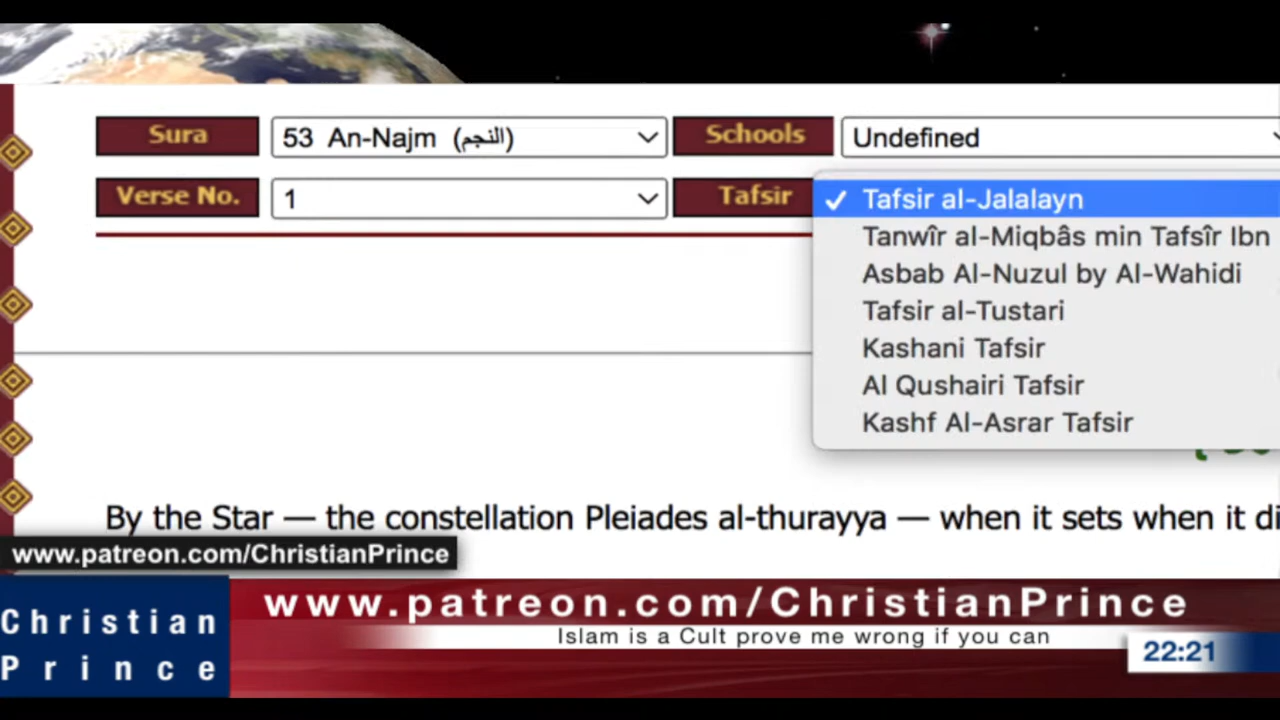 Sura
53 An-Najm (النجم)
Schools
Undefined
Verse No.
1
Tafsir
✓ Tafsir al-Jalalayn
Tanwîr al-Miqbâs min Tafsîr Ibn
Asbab Al-Nuzul by Al-Wahidi
Tafsir al-Tustari
Kashani Tafsir
Al Qushairi Tafsir
Kashf Al-Asrar Tafsir
By the Star — the constellation Pleiades al-thurayya — when it sets when it di
www.patreon.com/ChristianPrince
www.patreon.com/ChristianPrince
Islam is a Cult prove me wrong if you can
Christian
Prince
22:21